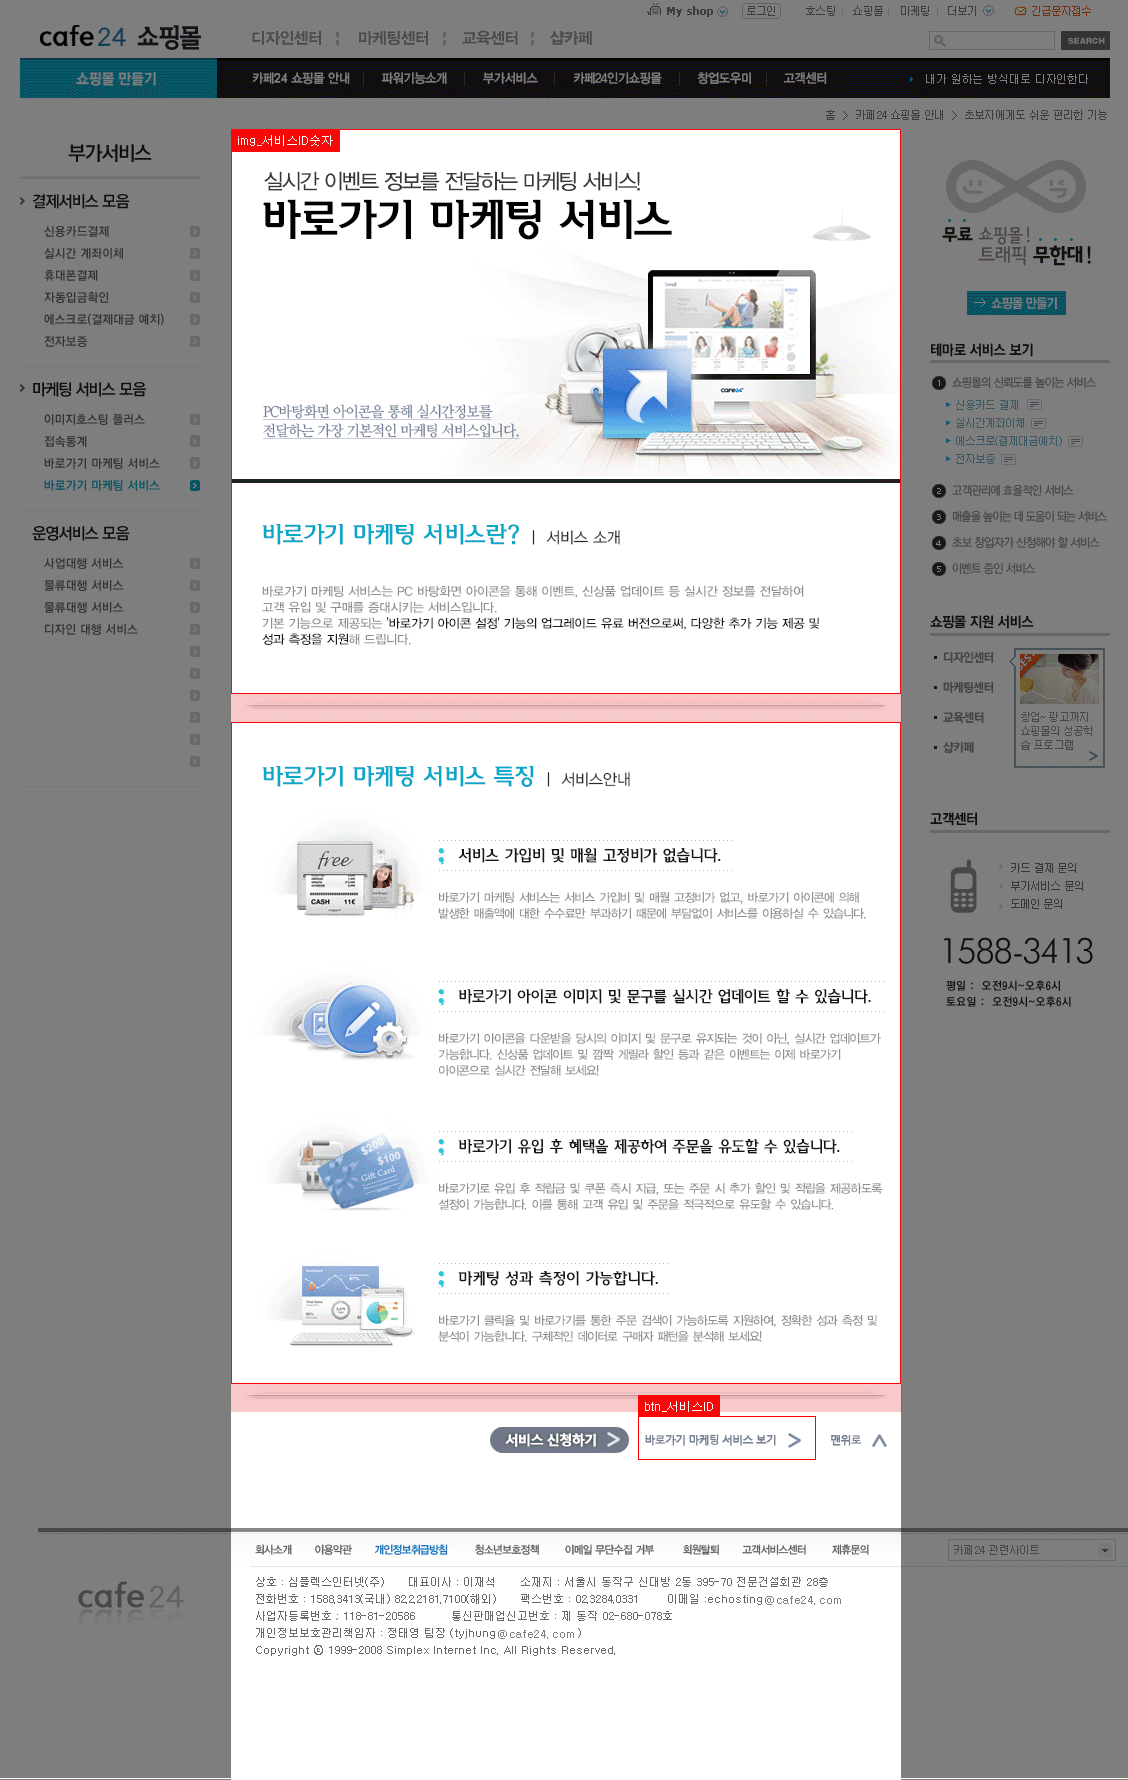 My shop
로그인
호스팅
쇼핑몰
마케팅
더보기
긴급문자접수
cafe24 쇼핑몰
디자인센터
마케팅센터
교육센터
샵카페
SEARCH
쇼핑몰 만들기
카페24 쇼핑몰 안내
파워기능소개
부가서비스
카페24인기쇼핑몰
창업도우미
고객센터
내가 원하는 방식대로 디자인한다
홈 > 카페24 쇼핑몰 안내 > 초보자에게도 쉬운 편리한 기능
부가서비스
결제서비스 모음
신용카드결제
실시간 계좌이체
휴대폰결제
자동입금확인
에스크로(결제대금 예치)
전자보증
마케팅 서비스 모음
이미지호스팅 플러스
접속통계
바로가기 마케팅 서비스
바로가기 마케팅 서비스
운영서비스 모음
사업대행 서비스
물류대행 서비스
물류대행 서비스
디자인 대행 서비스
img_서비스ID숫자
실시간 이벤트 정보를 전달하는 마케팅 서비스!
바로가기 마케팅 서비스
cafe24
PC바탕화면 아이콘을 통해 실시간정보를
전달하는 가장 기본적인 마케팅 서비스입니다.
바로가기 마케팅 서비스란? | 서비스 소개
바로가기 마케팅 서비스는 PC 바탕화면 아이콘을 통해 이벤트, 신상품 업데이트 등 실시간 정보를 전달하여
고객 유입 및 구매를 증대시키는 서비스입니다.
기본 기능으로 제공되는 '바로가기 아이콘 설정' 기능의 업그레이드 유료 버전으로써, 다양한 추가 기능 제공 및
성과 측정을 지원해 드립니다.
바로가기 마케팅 서비스 특징 | 서비스안내
free
CASH 11€
서비스 가입비 및 매월 고정비가 없습니다.
바로가기 마케팅 서비스는 서비스 가입비 및 매월 고정비가 없고, 바로가기 아이콘에 의해
발생한 매출액에 대한 수수료만 부과하기 때문에 부담없이 서비스를 이용하실 수 있습니다.
바로가기 아이콘 이미지 및 문구를 실시간 업데이트 할 수 있습니다.
바로가기 아이콘을 다운받을 당시의 이미지 및 문구로 유지되는 것이 아닌, 실시간 업데이트가
가능합니다. 신상품 업데이트 및 깜짝 게릴라 할인 등과 같은 이벤트는 이제 바로가기
아이콘으로 실시간 전달해 보세요!
$200
$100
Gift Card
바로가기 유입 후 혜택을 제공하여 주문을 유도할 수 있습니다.
바로가기로 유입 후 적립금 및 쿠폰 즉시 지급, 또는 주문 시 추가 할인 및 적립을 제공하도록
설정이 가능합니다. 이를 통해 고객 유입 및 주문을 적극적으로 유도할 수 있습니다.
마케팅 성과 측정이 가능합니다.
바로가기 클릭율 및 바로가기를 통한 주문 검색이 가능하도록 지원하여, 정확한 성과 측정 및
분석이 가능합니다. 구체적인 데이터로 구매자 패턴을 분석해 보세요!
btn_서비스ID
서비스 신청하기
바로가기 마케팅 서비스 보기
맨위로
무료 쇼핑몰!
트래픽 무한대!
쇼핑몰 만들기
테마로 서비스 보기
1 쇼핑몰의 신뢰도를 높이는 서비스
신용카드 결제
실시간계좌이체
에스크로(결제대금예치)
전자보증
2 고객관리에 효율적인 서비스
3 매출을 높이는 데 도움이 되는 서비스
4 초보 창업자가 신청해야 할 서비스
5 이벤트 중인 서비스
쇼핑몰 지원 서비스
디자인센터
마케팅센터
교육센터
샵카페
창업~광고까지
쇼핑몰의 성공학
습 프로그램
고객센터
카드 결제 문의
부가서비스 문의
도메인 문의
1588-3413
평일 : 오전9시~오후6시
토요일 : 오전9시~오후6시
회사소개
이용약관
개인정보취급방침
청소년보호정책
이메일 무단수집 거부
회원탈퇴
고객서비스센터
제휴문의
카페24 관련사이트
cafe24
상호 : 심플렉스인터넷(주) 대표이사 : 이재석 소재지 : 서울시 동작구 신대방 2동 395-70 전문건설회관 28층
전화번호 : 1588.3413(국내) 82.2.2181.7100(해외) 팩스번호 : 02.3284.0331 이메일 :echosting@cafe24.com
사업자등록번호 ; 118-81-20586 통신판매업신고번호 : 제 동작 02-680-078호
개인정보보호관리책임자 : 정태영 팀장 (tyjhung@cafe24.com)
Copyright ⓒ 1999-2008 Simplex Internet Inc. All Rights Reserved.